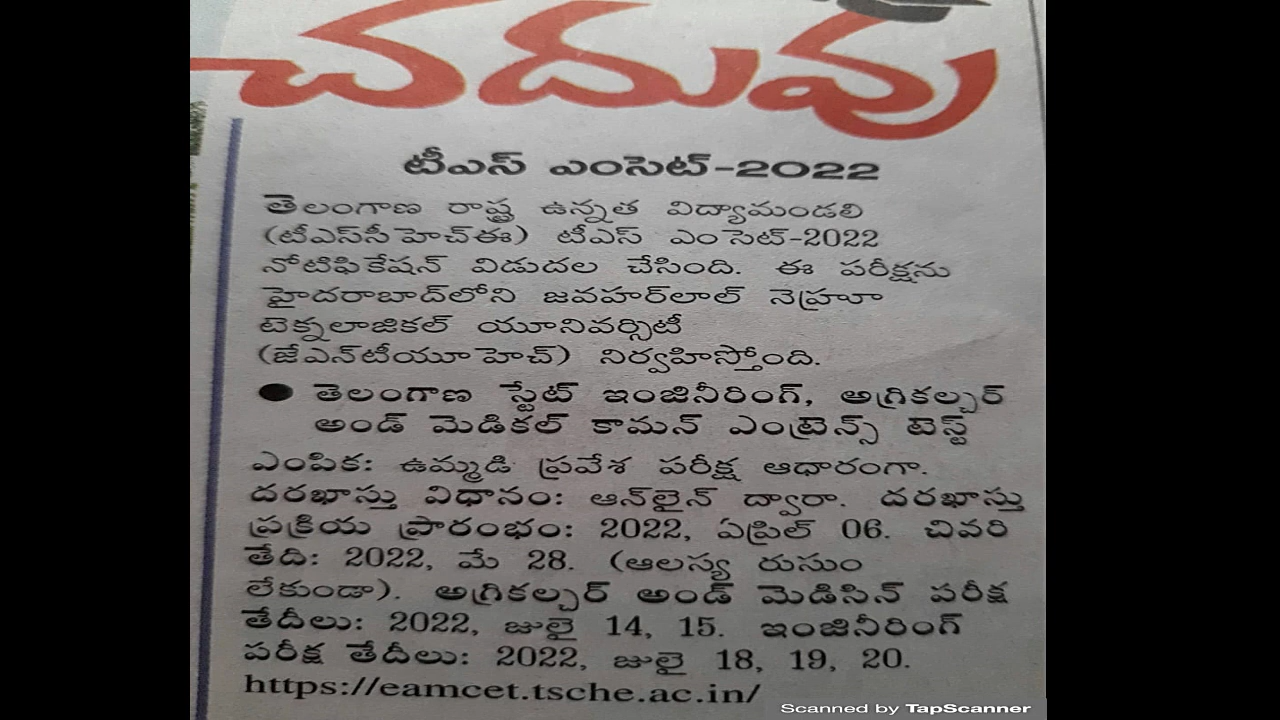 చదువు
టీఎస్ ఎంసెట్-2022
తెలంగాణ రాష్ట్ర ఉన్నత విద్యామండలి
(టీఎస్‌సీహెచ్ఈ) టీఎస్ ఎంసెట్-2022
నోటిఫికేషన్ విడుదల చేసింది. ఈ పరీక్షను
హైదరాబాద్‌లోని జవహర్‌లాల్ నెహ్రూ
టెక్నలాజికల్ యూనివర్సిటీ
(జేఎన్‌టీయూహెచ్) నిర్వహిస్తోంది.
● తెలంగాణ స్టేట్ ఇంజినీరింగ్, అగ్రికల్చర్
అండ్ మెడికల్ కామన్ ఎంట్రెన్స్ టెస్ట్
ఎంపిక: ఉమ్మడి ప్రవేశ పరీక్ష ఆధారంగా.
దరఖాస్తు విధానం: ఆన్‌లైన్ ద్వారా. దరఖాస్తు
ప్రక్రియ ప్రారంభం: 2022, ఏప్రిల్ 06. చివరి
తేది: 2022, మే 28. (ఆలస్య రుసుం
లేకుండా). అగ్రికల్చర్ అండ్ మెడిసిన్ పరీక్ష
తేదీలు: 2022, జులై 14, 15. ఇంజినీరింగ్
పరీక్ష తేదీలు: 2022, జులై 18, 19, 20.
https://eamcet.tsche.ac.in/
Scanned by TapScanner